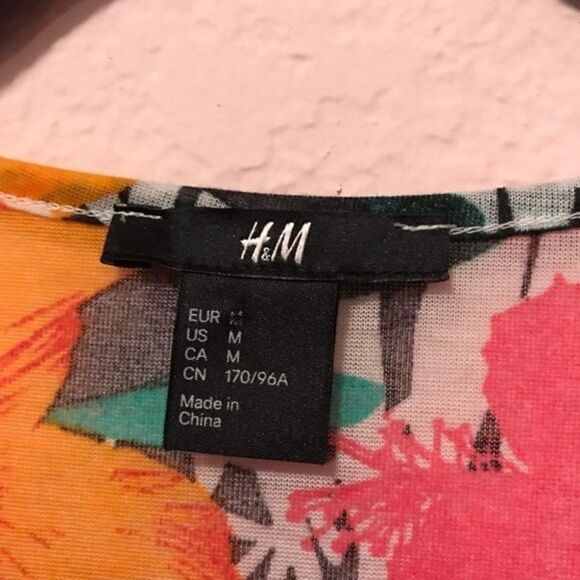 H&M
EUR M
US M
CA M
CN 170/96A
Made in
China